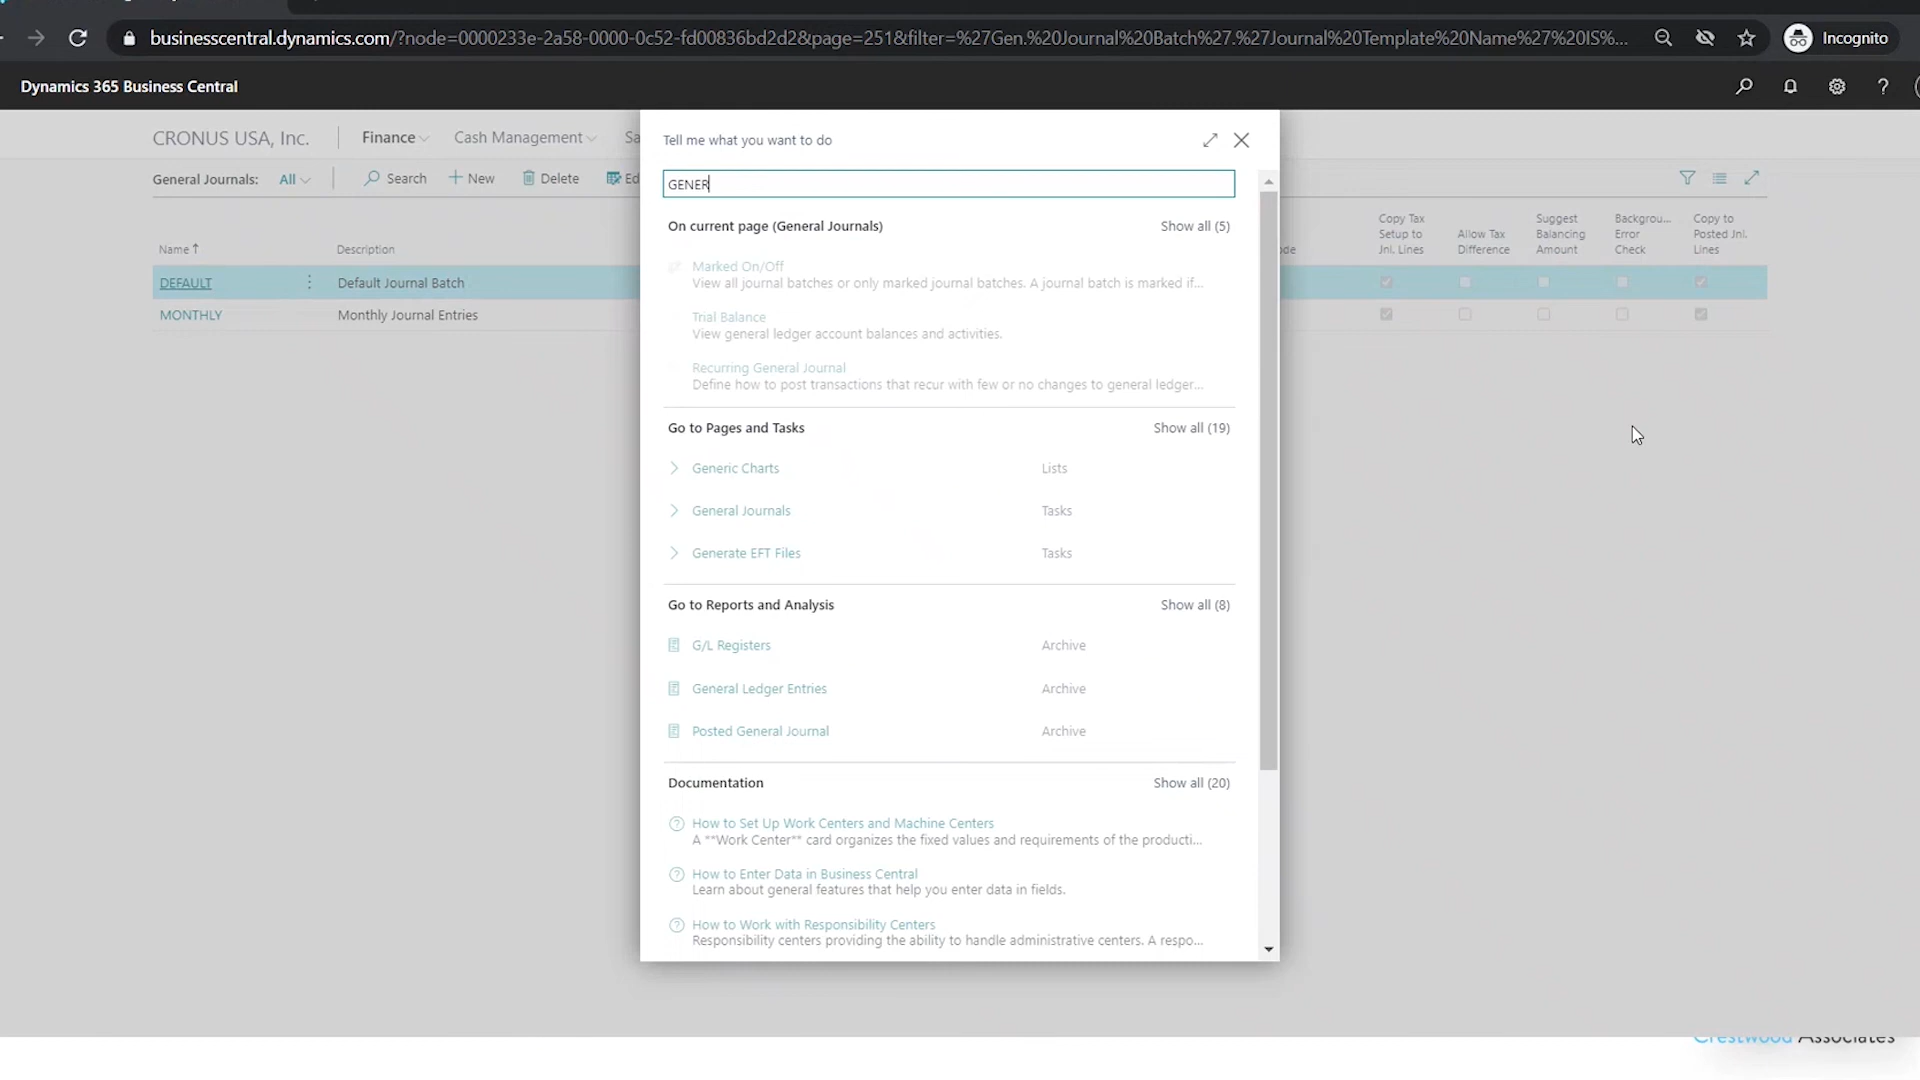 businesscentral.dynamics.com/?node=0000233e-2a58-0000-0c52-fd00836bd2d2&page=251&filter=%27Gen.%20Journal%20Batch%27.%27Journal%20Template%20Name%27%20IS%...
Incognito
Dynamics 365 Business Central
?
CRONUS USA, Inc.
Finance
Cash Management
Sa
General Journals:
All
Search
New
Delete
Ed
Name ↑
Description
DEFAULT
Default Journal Batch
MONTHLY
Monthly Journal Entries
ode
Copy Tax
Setup to
Jnl. Lines
Allow Tax
Difference
Suggest
Balancing
Amount
Backgrou...
Error
Check
Copy to
Posted Jnl.
Lines
Tell me what you want to do
GENER
On current page (General Journals)
Show all (5)
Marked On/Off
View all journal batches or only marked journal batches. A journal batch is marked if...
Trial Balance
View general ledger account balances and activities.
Recurring General Journal
Define how to post transactions that recur with few or no changes to general ledger...
Go to Pages and Tasks
Show all (19)
Generic Charts
Lists
General Journals
Tasks
Generate EFT Files
Tasks
Go to Reports and Analysis
Show all (8)
G/L Registers
Archive
General Ledger Entries
Archive
Posted General Journal
Archive
Documentation
Show all (20)
How to Set Up Work Centers and Machine Centers
A **Work Center** card organizes the fixed values and requirements of the producti...
How to Enter Data in Business Central
Learn about general features that help you enter data in fields.
How to Work with Responsibility Centers
Responsibility centers providing the ability to handle administrative centers. A respo...
Crestwood Associates